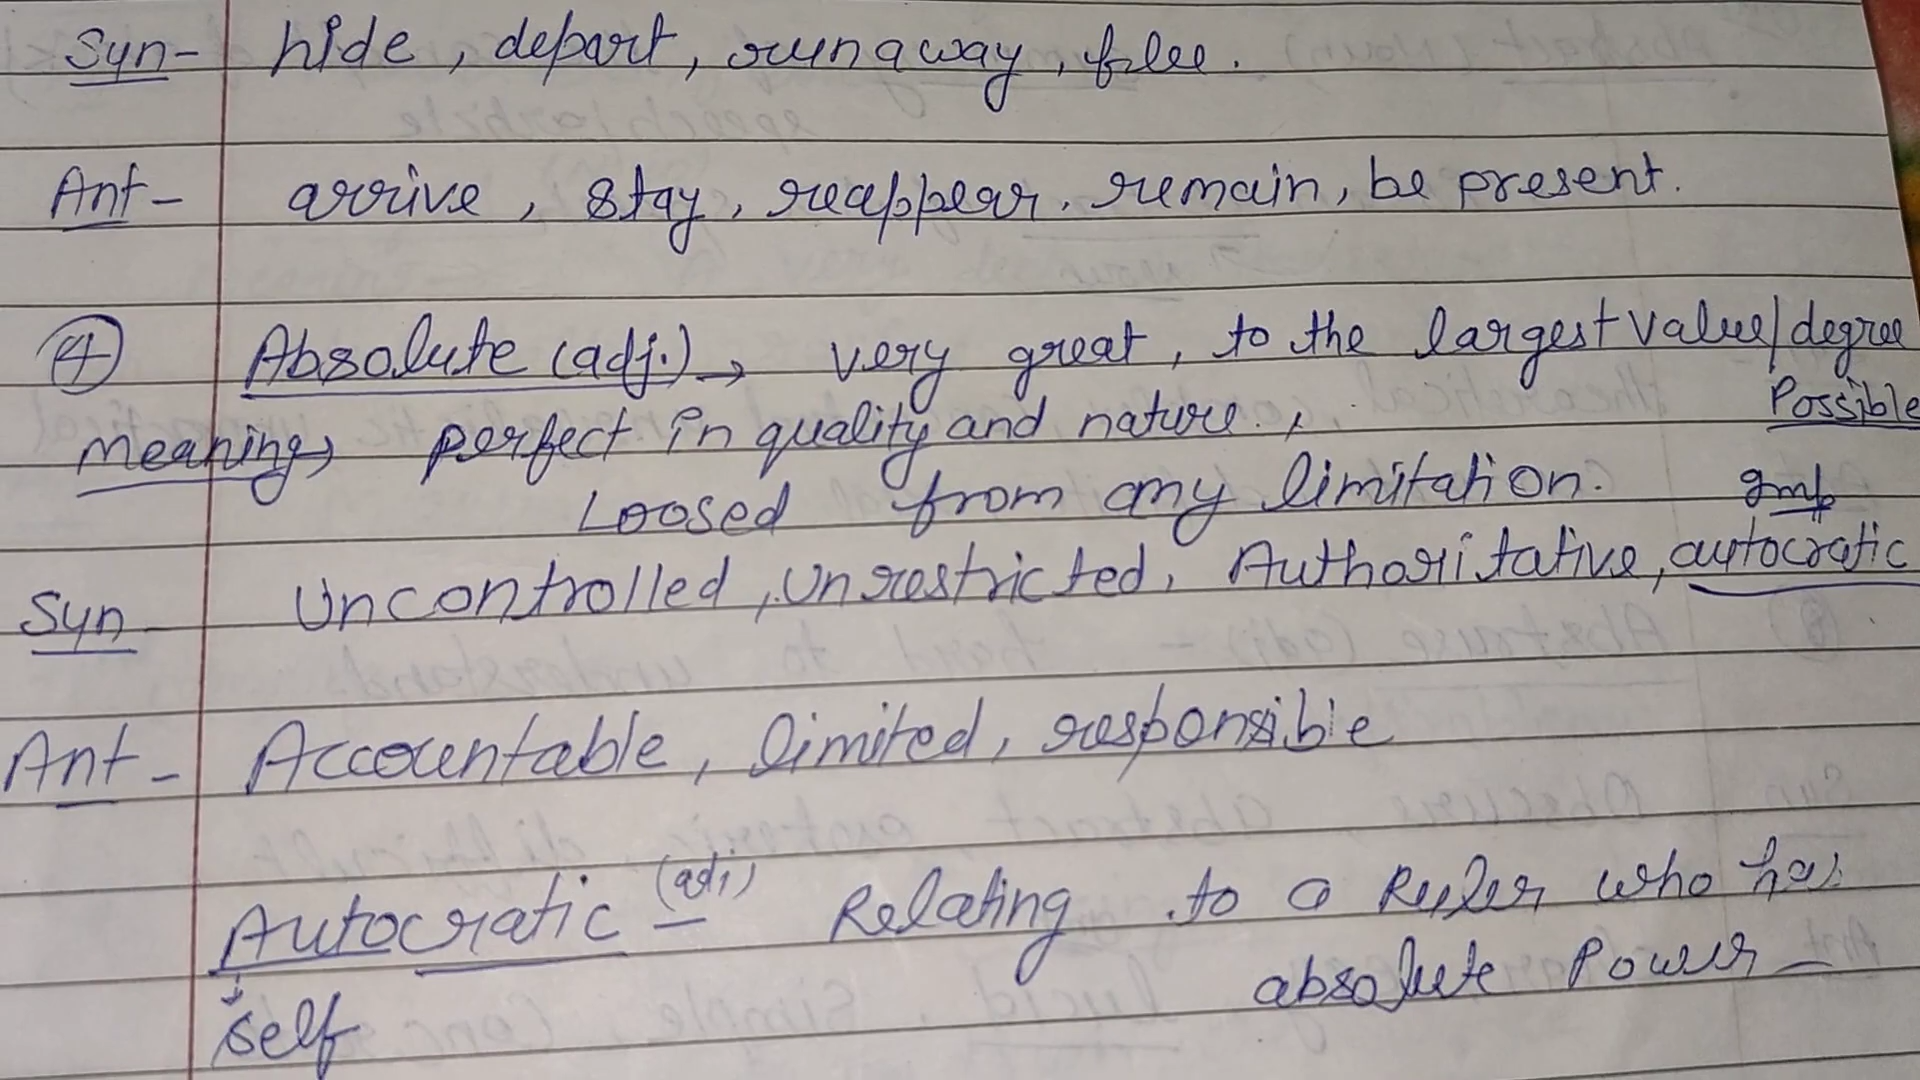 Syn- hide, depart, runaway, flee.
Ant- arrive, stay, reappear, remain, be present.
④ Absolute (adj.) → very great, to the largest value/degree
Possible
Meaning→ perfect in quality and nature.,
Loosed from any limitation.
Imp
Syn Uncontrolled, Unrestricted, Authoritative, autocratic
Ant- Accountable, limited, responsible
Autocratic (adj) - Relating to a Ruler who has
absolute Power-
↓
self